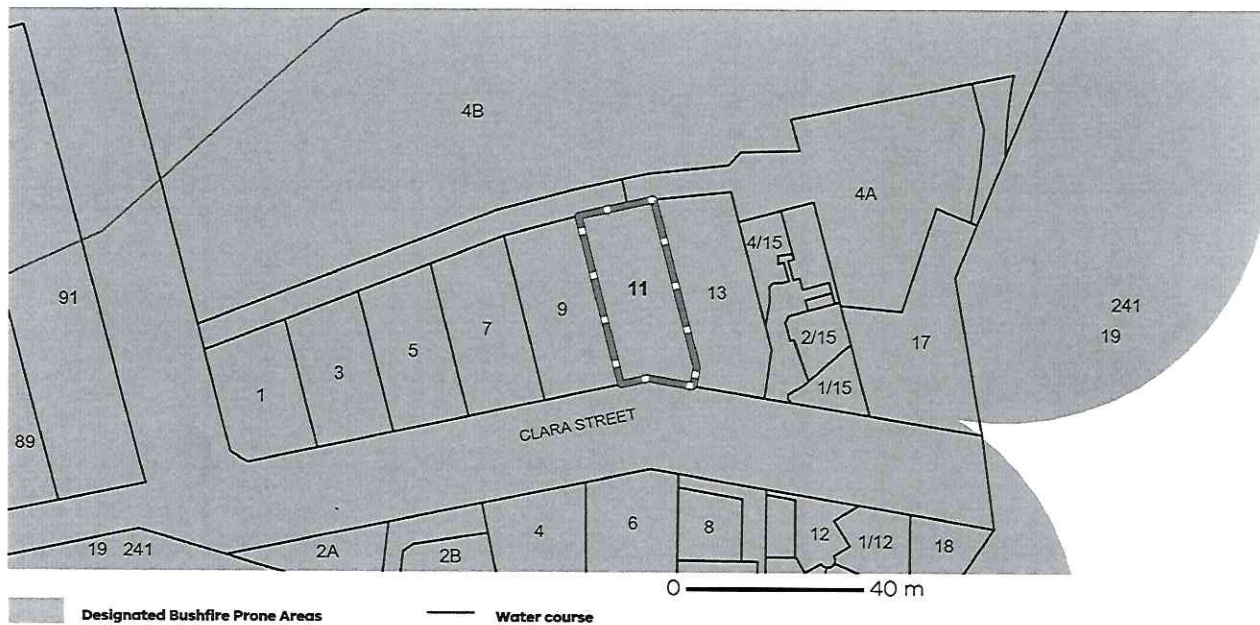 4B
4A
91
4/15
11
13
9
241
19
7
2/15
17
5
3
1/15
1
CLARA STREET
89
4
6
8
12
1/12
18
19 241
2A
2B
0 40 m
Designated Bushfire Prone Areas
Water course